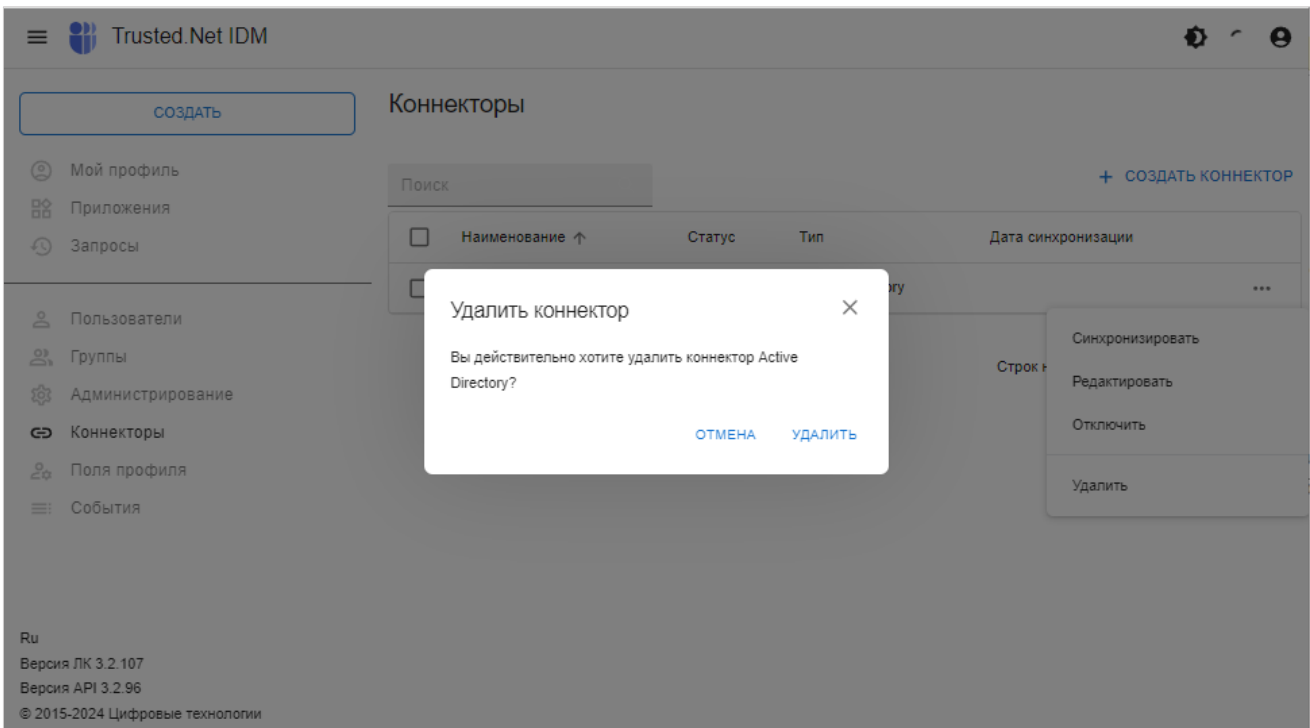 Trusted.Net IDM
СОЗДАТЬ
Мой профиль
Приложения
Запросы
Пользователи
Группы
Администрирование
Коннекторы
Поля профиля
События
Ru
Версия ЛК 3.2.107
Версия API 3.2.96
© 2015-2024 Цифровые технологии
Коннекторы
Поиск
+ СОЗДАТЬ КОННЕКТОР
Наименование Статус Тип Дата синхронизации
Удалить коннектор
Вы действительно хотите удалить коннектор Active
Directory?
ОТМЕНА УДАЛИТЬ
Строк
Синхронизировать
Редактировать
Отключить
Удалить